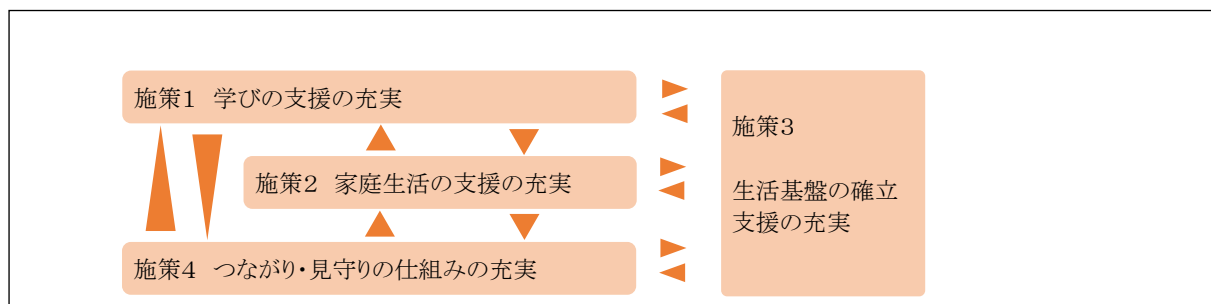 施策1 学びの支援の充実
施策2 家庭生活の支援の充実
施策4 つながり・見守りの仕組みの充実
施策3
生活基盤の確立
支援の充実